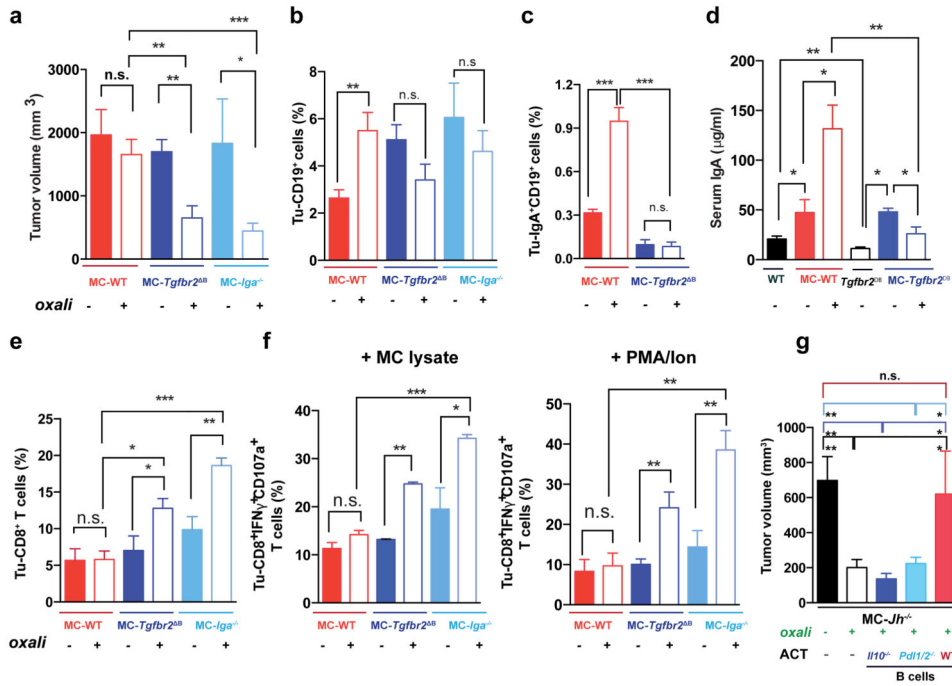 a
Tumor volume (mm3)
3000
2000
1000
0
n.s.
**
**
***
*
MC-WT
MC-Tgfbr2ΔB
MC-Iga-/-
oxali
-
+
-
+
-
+
b
Tu-CD19+ cells (%)
8
6
4
2
0
**
n.s.
n.s
MC-WT
MC-Tgfbr2ΔB
MC-Iga-/-
-
+
-
+
-
+
c
Tu-IgA+CD19+ cells (%)
1.2
0.9
0.6
0.3
0.0
***
***
n.s.
MC-WT
MC-Tgfbr2ΔB
-
+
-
+
d
Serum IgA (µg/ml)
200
150
100
50
0
**
**
*
*
*
*
WT
MC-WT
Tgfbr2
MC-Tgfbr2
-
-
+
-
-
+
e
Tu-CD8+ T cells (%)
25
20
15
10
5
0
***
*
**
*
n.s.
MC-WT
MC-Tgfbr2ΔB
MC-Iga-/-
oxali
-
+
-
+
-
+
f
+ MC lysate
Tu-CD8+IFNγ+CD107a+
T cells (%)
40
30
20
10
0
***
*
**
n.s.
MC-WT
MC-Tgfbr2ΔB
MC-Iga-/-
-
+
-
+
-
+
+ PMA/Ion
Tu-CD8+IFNγ+CD107a+
T cells (%)
50
40
30
20
10
0
**
**
**
n.s.
MC-WT
MC-Tgfbr2ΔB
MC-Iga-/-
-
+
-
+
-
+
g
Tumor volume (mm3)
1000
800
600
400
200
0
n.s.
**
*
**
*
**
*
MC-Jh-/-
oxali
-
+
+
+
+
ACT
-
-
Il10-/-
Pdl1/2-/-
B cells